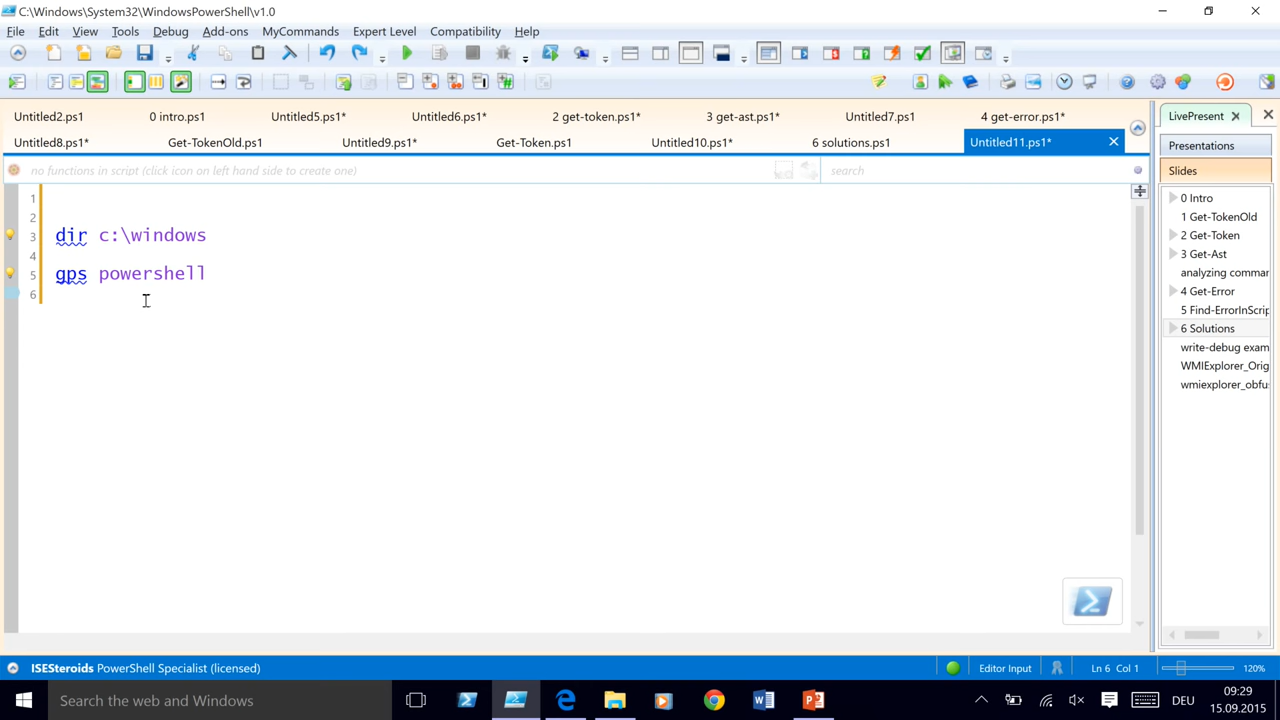 C:\Windows\System32\WindowsPowerShell\v1.0
File Edit View Tools Debug Add-ons MyCommands Expert Level Compatibility Help
Untitled2.ps1 0 intro.ps1 Untitled5.ps1* Untitled6.ps1* 2 get-token.ps1* 3 get-ast.ps1* Untitled7.ps1 4 get-error.ps1*
Untitled8.ps1* Get-TokenOld.ps1 Untitled9.ps1* Get-Token.ps1 Untitled10.ps1* 6 solutions.ps1 Untitled11.ps1*
no functions in script (click icon on left hand side to create one) search
1
2
3 dir c:\windows
4
5 gps powershell
6
LivePresent
Presentations
Slides
0 Intro
1 Get-TokenOld
2 Get-Token
3 Get-Ast
analyzing commar
4 Get-Error
5 Find-ErrorInScrip
6 Solutions
write-debug exam
WMIExplorer_Orig
wmiexplorer_obfu
ISESteroids PowerShell Specialist (licensed) Editor Input Ln 6 Col 1 120%
Search the web and Windows
DEU
09:29
15.09.2015